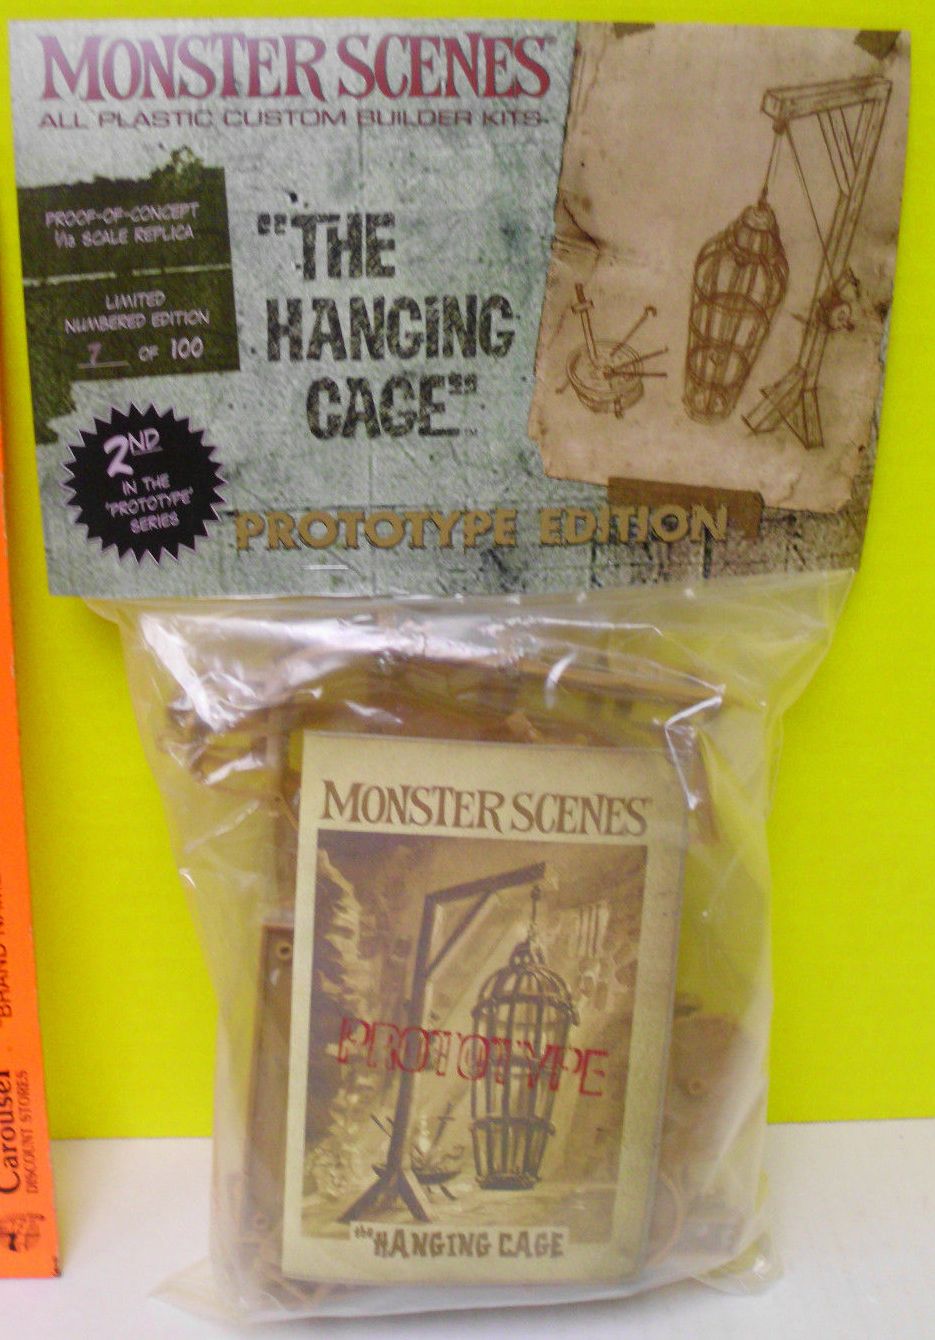 MONSTER SCENES
ALL PLASTIC CUSTOM BUILDER KITS
PROOF-OF-CONCEPT
1/13 SCALE REPLICA
LIMITED
NUMBERED EDITION
7 OF 100
"THE
HANGING
CAGE"™
2ND
IN THE
'PROTOTYPE'
SERIES
PROTOTYPE EDITION
MONSTER SCENES
PROTOTYPE
the HANGING CAGE
Carousel
DISCOUNT STORES